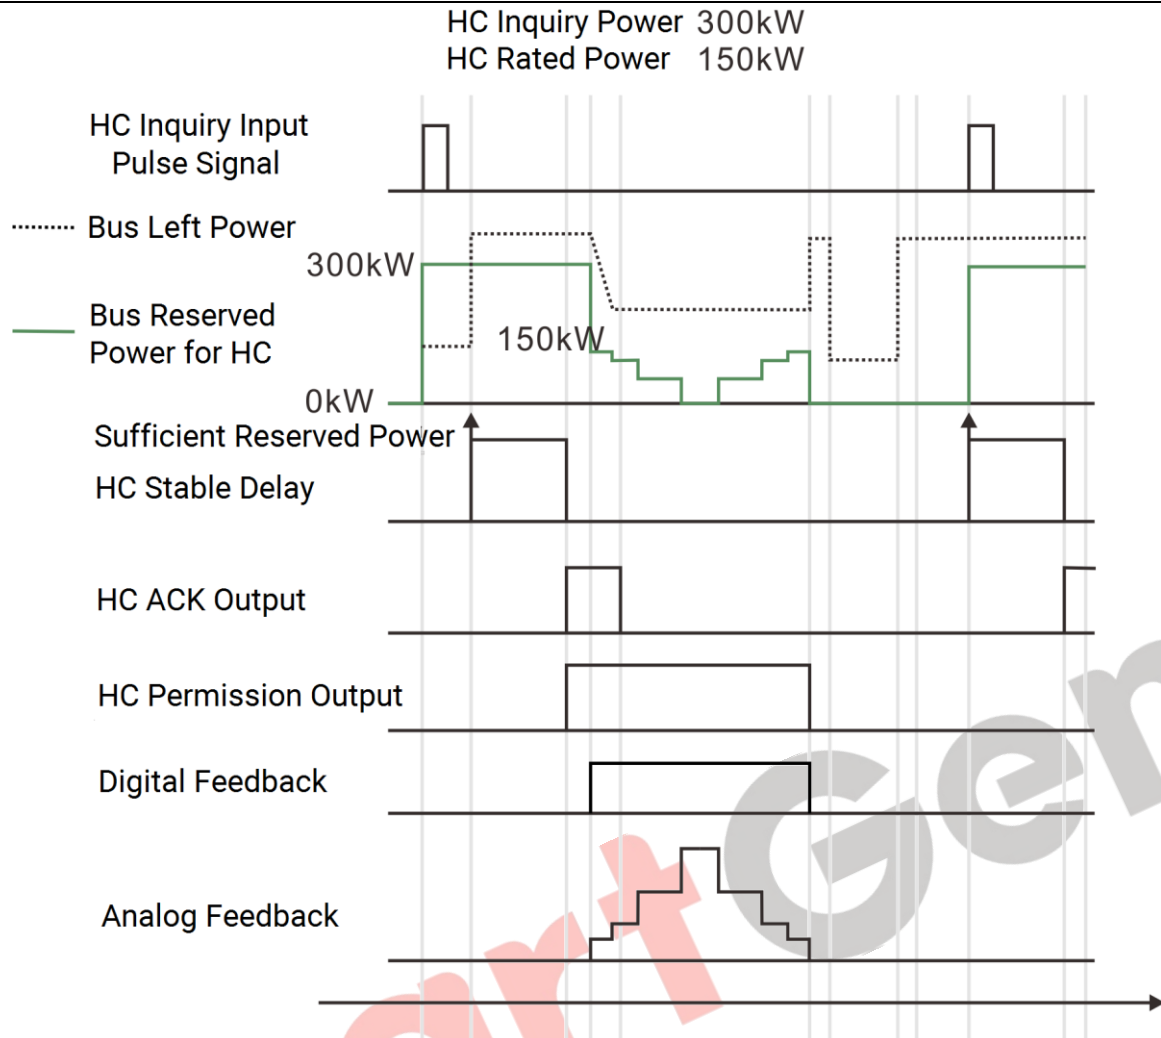 HC Inquiry Power 300kW
HC Rated Power 150kW
HC Inquiry Input
Pulse Signal
Bus Left Power
300kW
Bus Reserved
Power for HC
150kW
0kW
Sufficient Reserved Power
HC Stable Delay
HC ACK Output
HC Permission Output
Digital Feedback
Analog Feedback
artGen